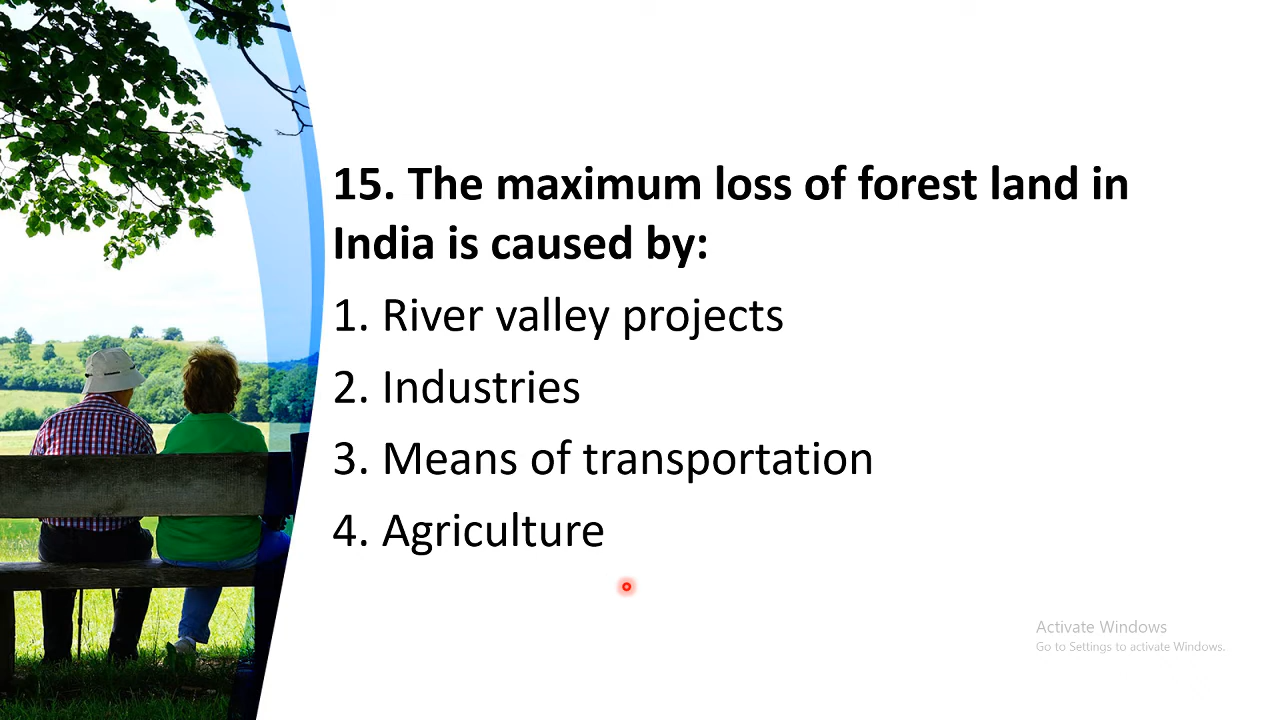 15. The maximum loss of forest land in
India is caused by:
1. River valley projects
2. Industries
3. Means of transportation
4. Agriculture
Activate Windows
Go to Settings to activate Windows.